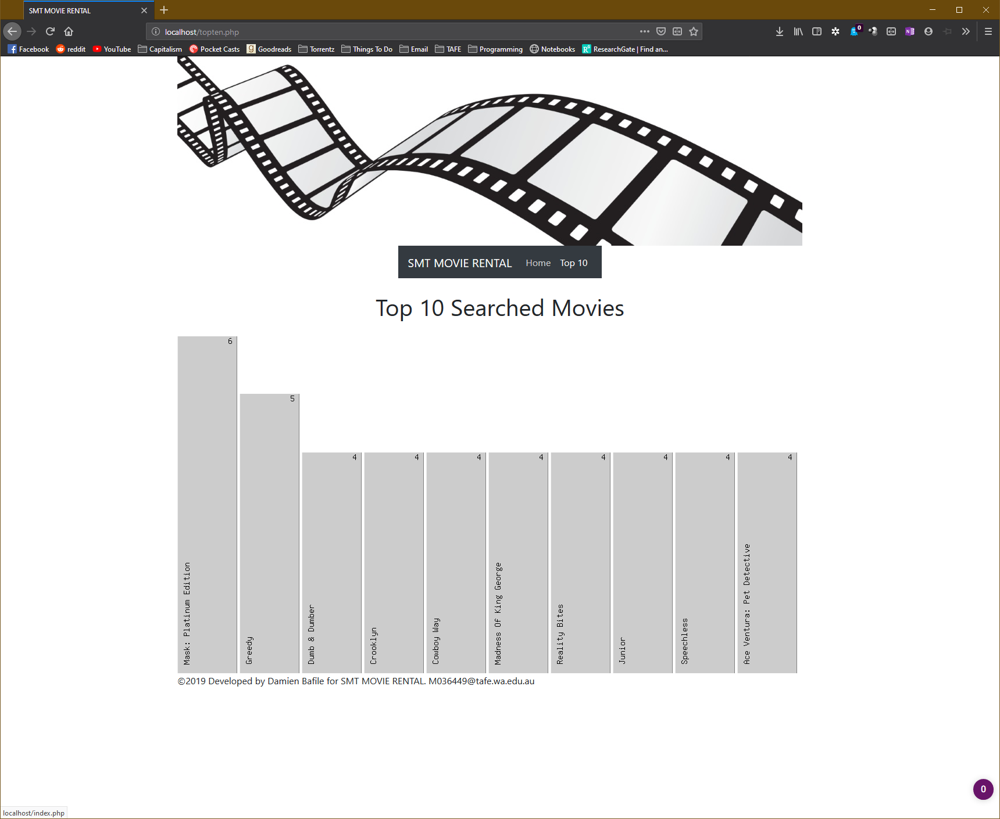 SMT MOVIE RENTAL
localhost/topten.php
0
Facebook reddit YouTube Capitalism Pocket Casts Goodreads Torrentz Things To Do Email TAFE Programming Notebooks ResearchGate | Find an...
SMT MOVIE RENTAL Home Top 10
Top 10 Searched Movies
6
5
4 4 4 4 4 4 4 4
Mask: Platinum Edition
Greedy
Dumb & Dumber
Crooklyn
Cowboy Way
Madness Of King George
Reality Bites
Junior
Speechless
Ace Ventura: Pet Detective
©2019 Developed by Damien Bafile for SMT MOVIE RENTAL. M036449@tafe.wa.edu.au
0
localhost/index.php